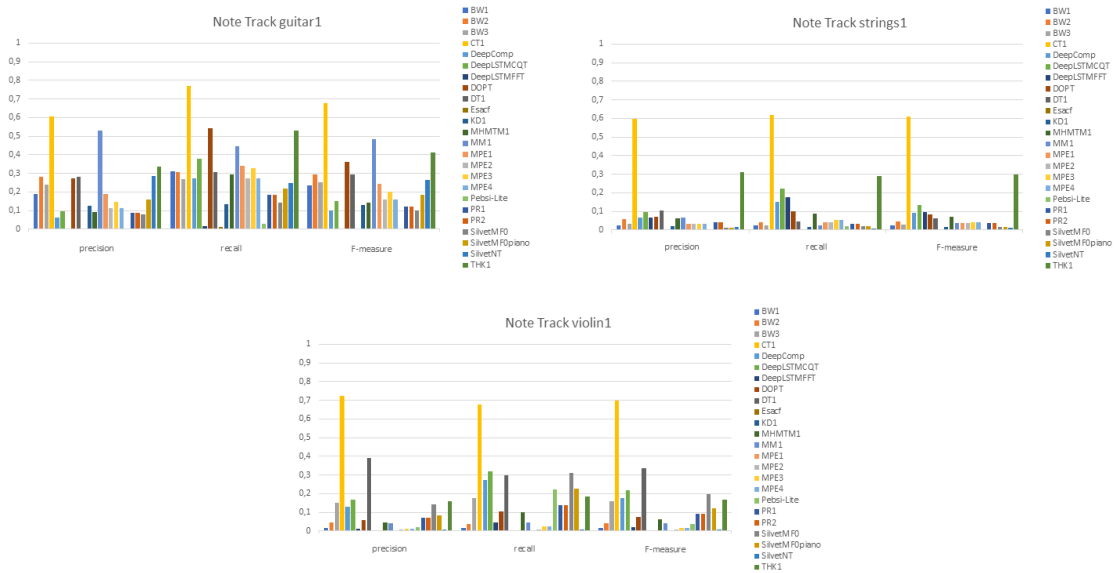 Note Track guitar1
1
0,9
0,8
0,7
0,6
0,5
0,4
0,3
0,2
0,1
0
precision
recall
F-measure
BW1
BW2
BW3
CT1
DeepComp
DeepLSTMCQT
DeepLSTMFFT
DOPT
DT1
Esacf
KD1
MHMTM1
MM1
MPE1
MPE2
MPE3
MPE4
Pebsi-Lite
PR1
PR2
SilvetMF0
SilvetMF0piano
SilvetNT
THK1
Note Track strings1
1
0,9
0,8
0,7
0,6
0,5
0,4
0,3
0,2
0,1
0
precision
recall
F-measure
BW1
BW2
BW3
CT1
DeepComp
DeepLSTMCQT
DeepLSTMFFT
DOPT
DT1
Esacf
KD1
MHMTM1
MM1
MPE1
MPE2
MPE3
MPE4
Pebsi-Lite
PR1
PR2
SilvetMF0
SilvetMF0piano
SilvetNT
THK1
Note Track violin1
1
0,9
0,8
0,7
0,6
0,5
0,4
0,3
0,2
0,1
0
precision
recall
F-measure
BW1
BW2
BW3
CT1
DeepComp
DeepLSTMCQT
DeepLSTMFFT
DOPT
DT1
Esacf
KD1
MHMTM1
MM1
MPE1
MPE2
MPE3
MPE4
Pebsi-Lite
PR1
PR2
SilvetMF0
SilvetMF0piano
SilvetNT
THK1